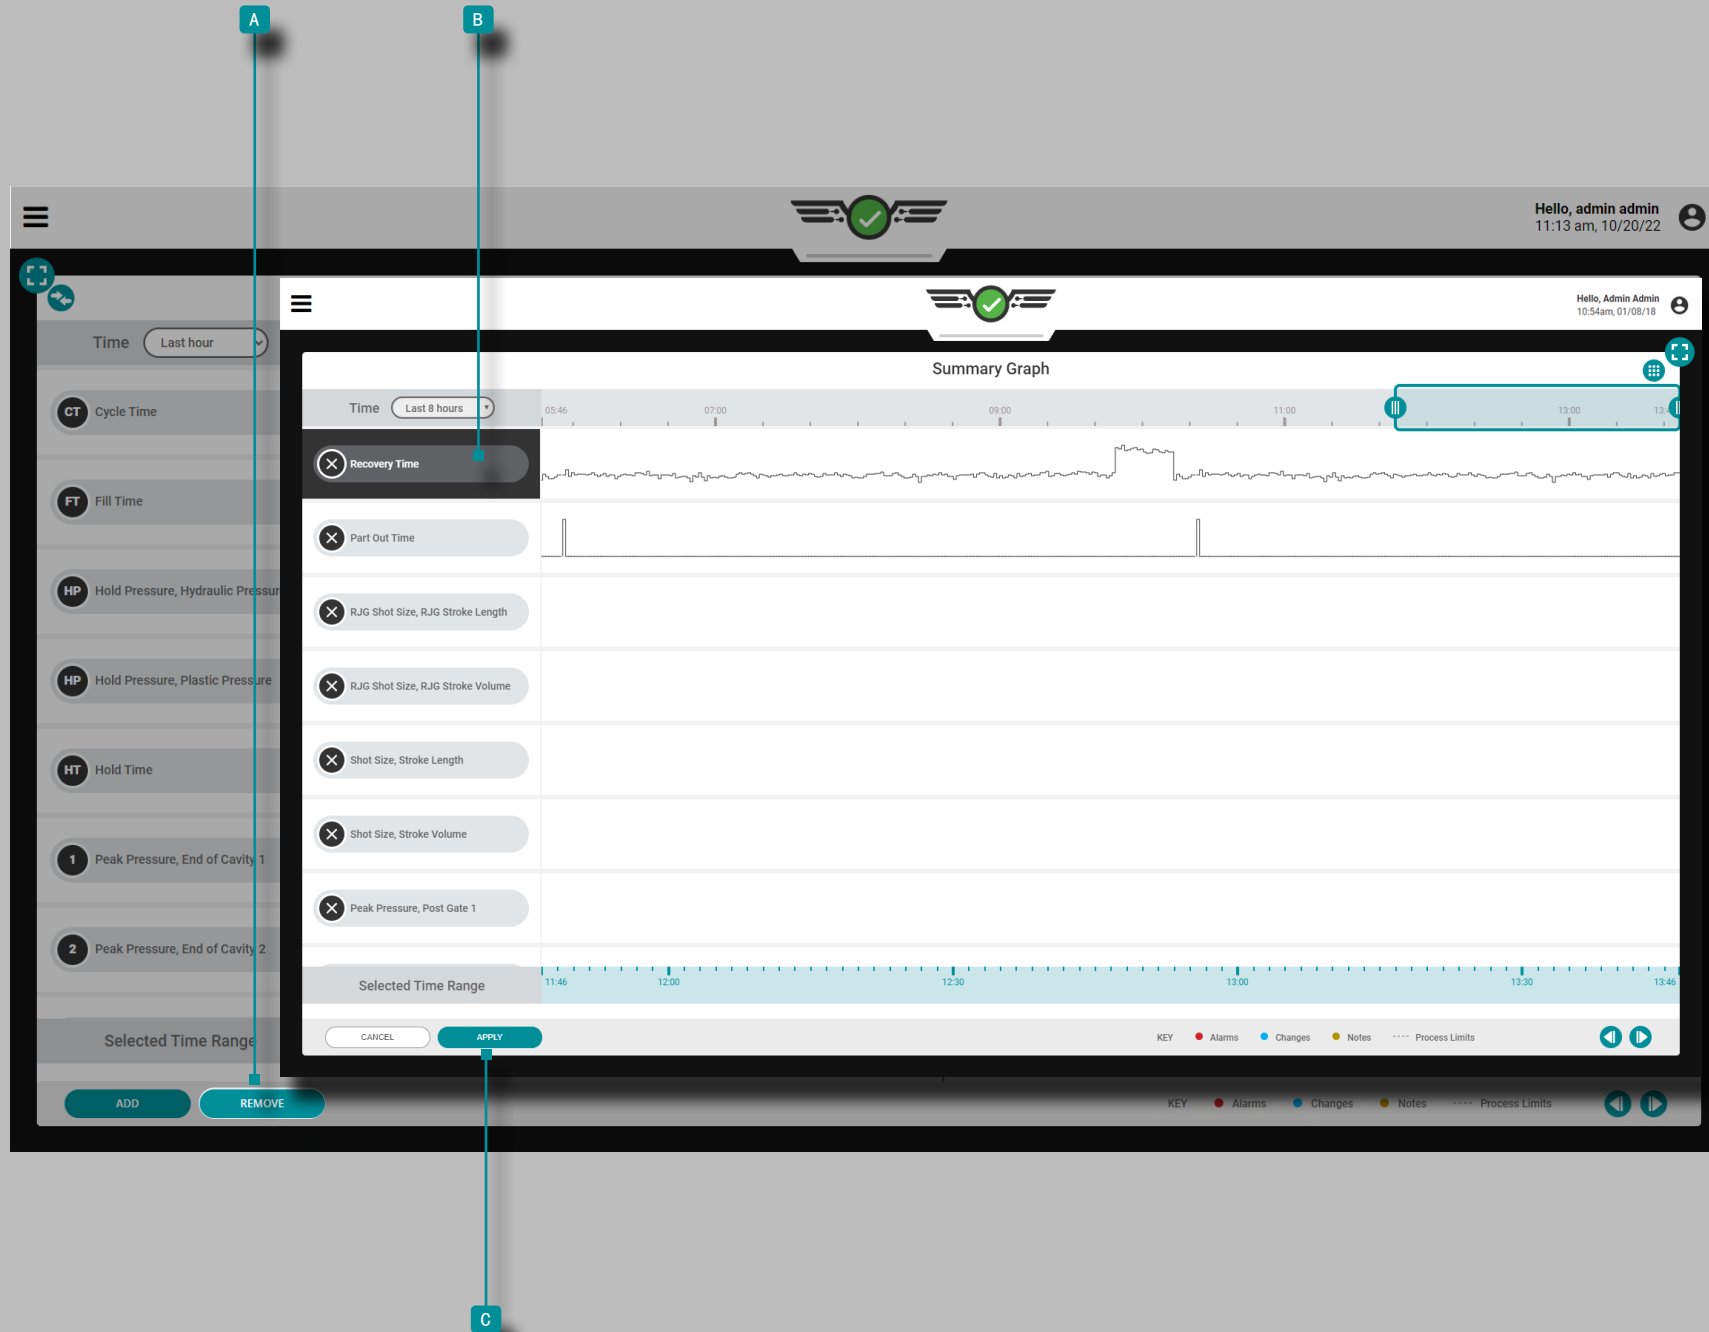 A
B
Hello, admin admin
11:13 am, 10/20/22
Hello, Admin Admin
10:54am, 01/08/18
Time
Last hour
Summary Graph
Time
Last 8 hours
05:46
07:00
09:00
11:00
13:00
CT
Cycle Time
Recovery Time
FT
Fill Time
Part Out Time
HP
Hold Pressure, Hydraulic
RJG Shot Size, RJG Stroke Length
HP
Hold Pressure, Plastic Pressure
RJG Shot Size, RJG Stroke Volume
HT
Hold Time
Shot Size, Stroke Length
1
Peak Pressure, End of Cavity 1
Shot Size, Stroke Volume
2
Peak Pressure, End of Cavity 2
Peak Pressure, Post Gate 1
Selected Time Range
11:46
12:00
12:30
13:00
13:30
13:46
Selected Time Range
CANCEL
APPLY
KEY
Alarms
Changes
Notes
Process Limits
ADD
REMOVE
KEY
Alarms
Changes
Notes
Process Limits
C